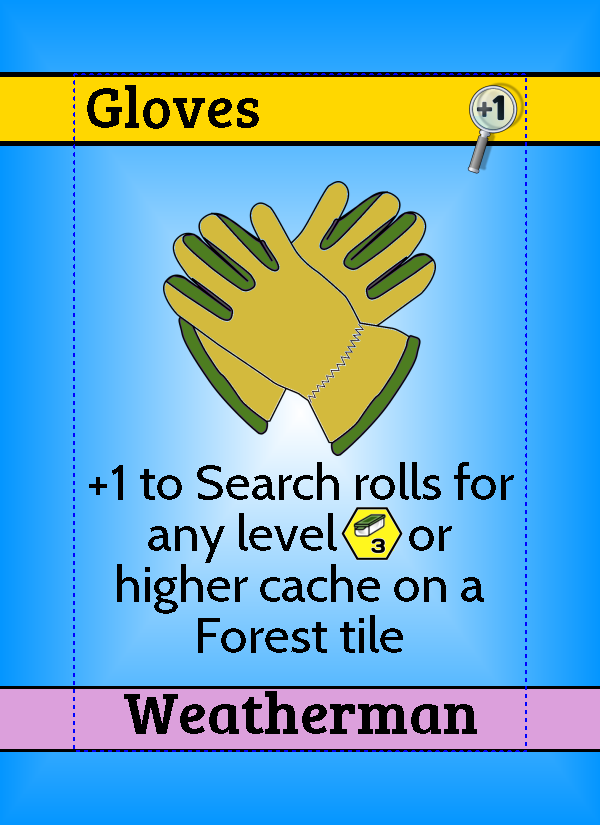 Gloves
+1
+1 to Search rolls for
any level 3 or
higher cache on a
Forest tile
Weatherman